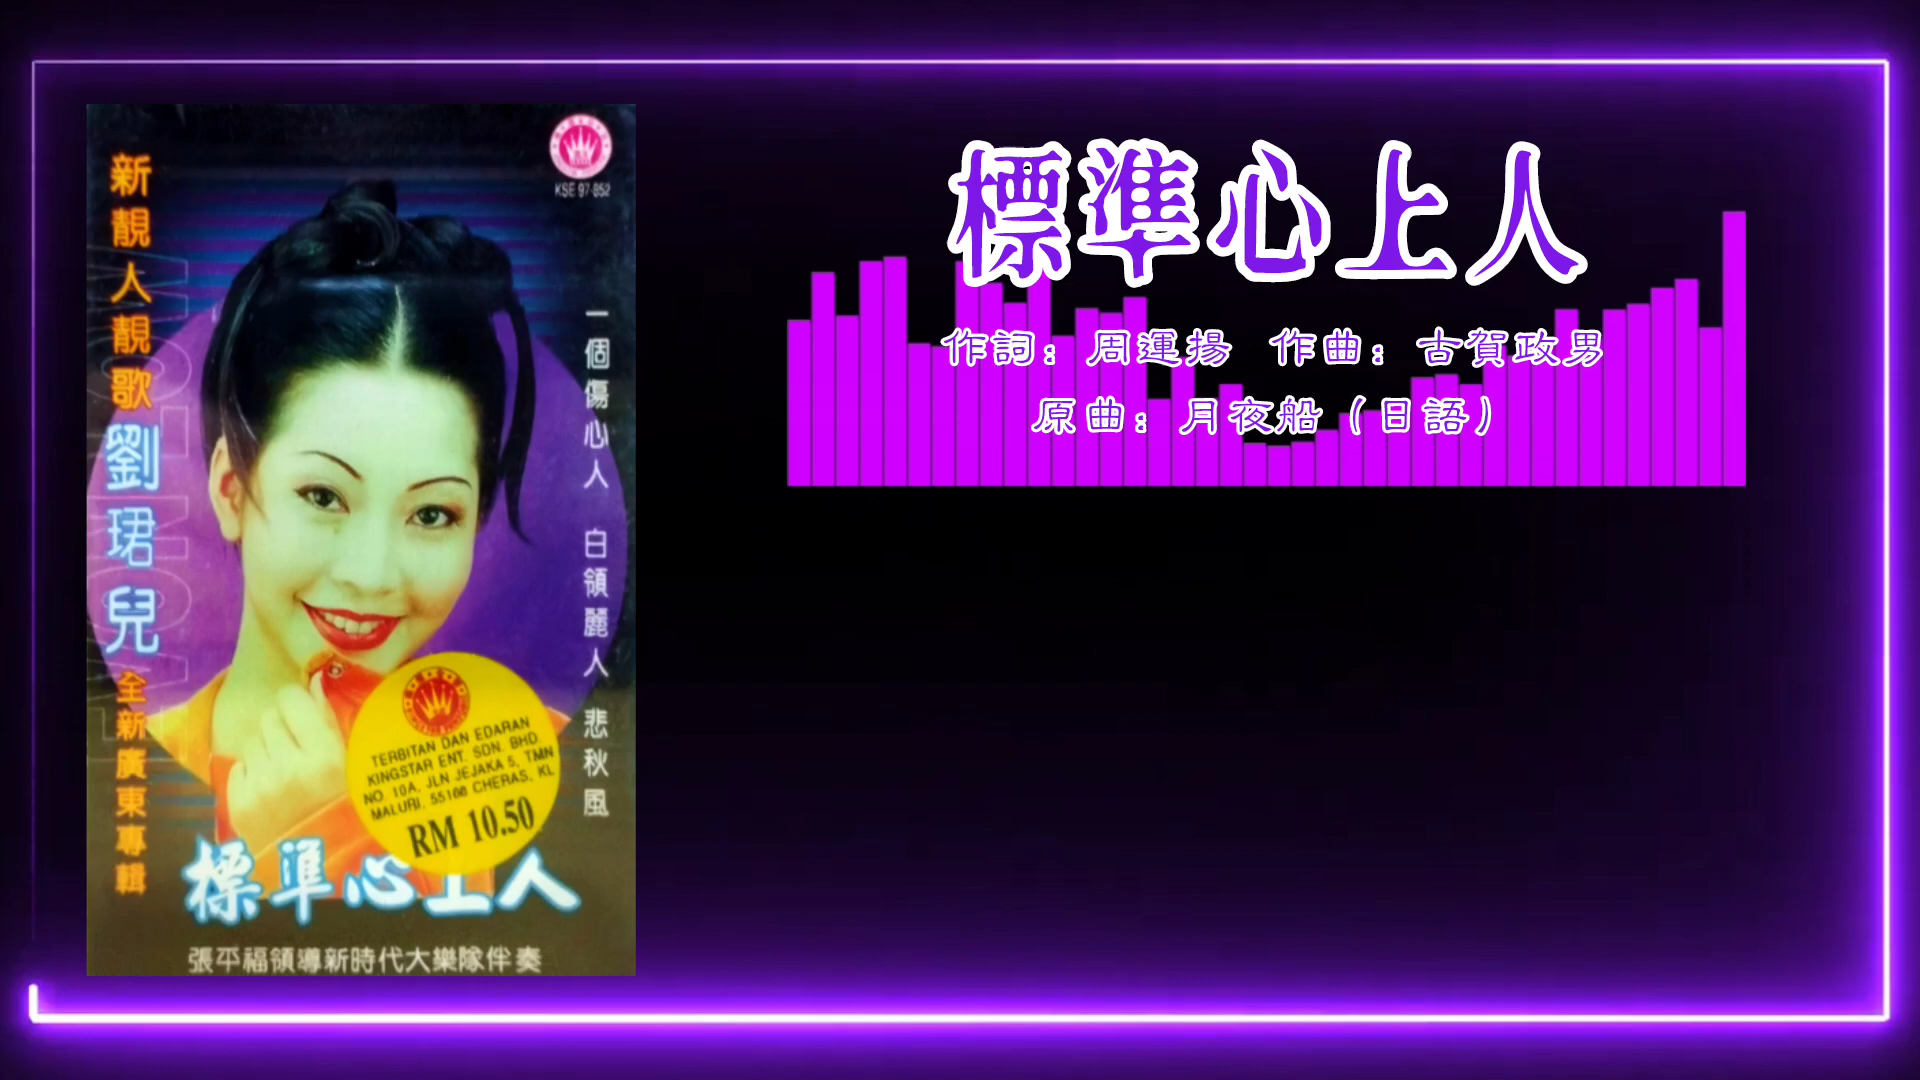 新靚人靚歌劉珺兒全新廣東專輯
KSE 97-852
一個傷心人 白領麗人 悲秋風
TERBITAN DAN EDARAN
KINGSTAR ENT. SDN. BHD.
NO. 10A, JLN JEJAKA 5, TMN
MALURI, 55100 CHERAS, KL
RM 10.50
標準心上人
張平福領導新時代大樂隊伴奏
標準心上人
作詞：周運揚 作曲：古賀政男
原曲：月夜船（日語）